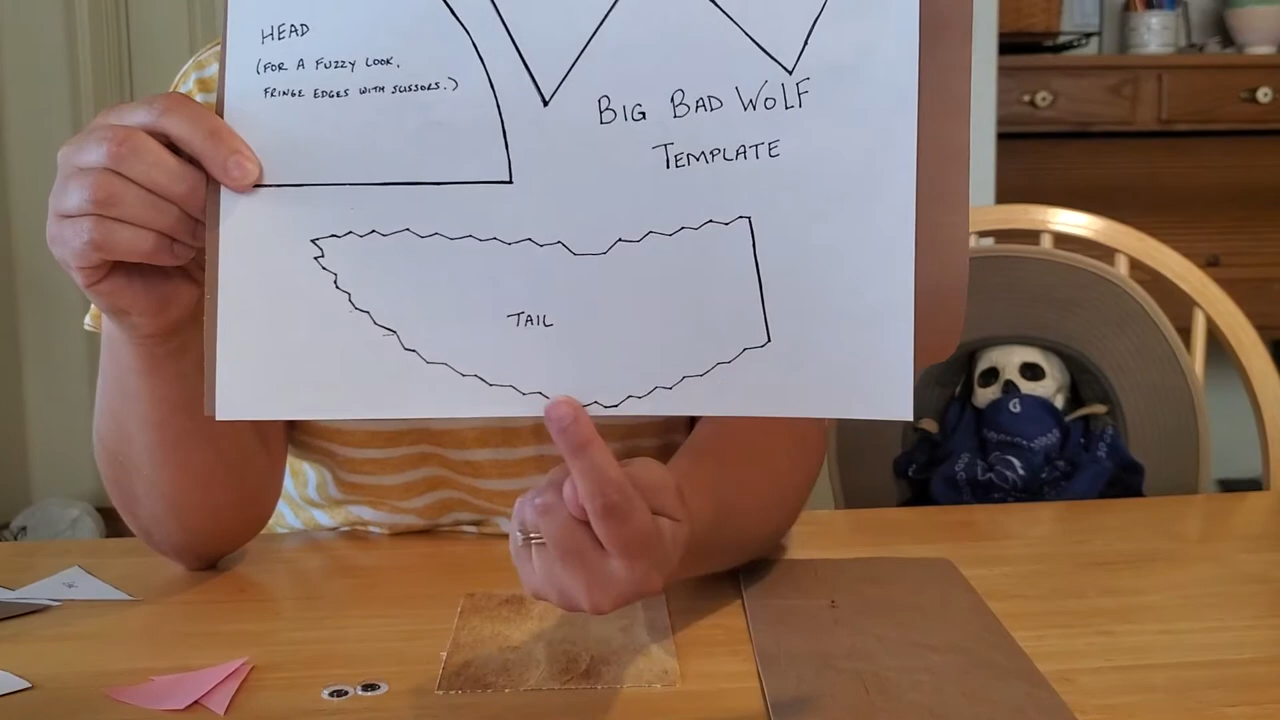 HEAD
(FOR A FUZZY LOOK,
FRINGE EDGES WITH SCISSORS.)
BIG BAD WOLF
TEMPLATE
TAIL